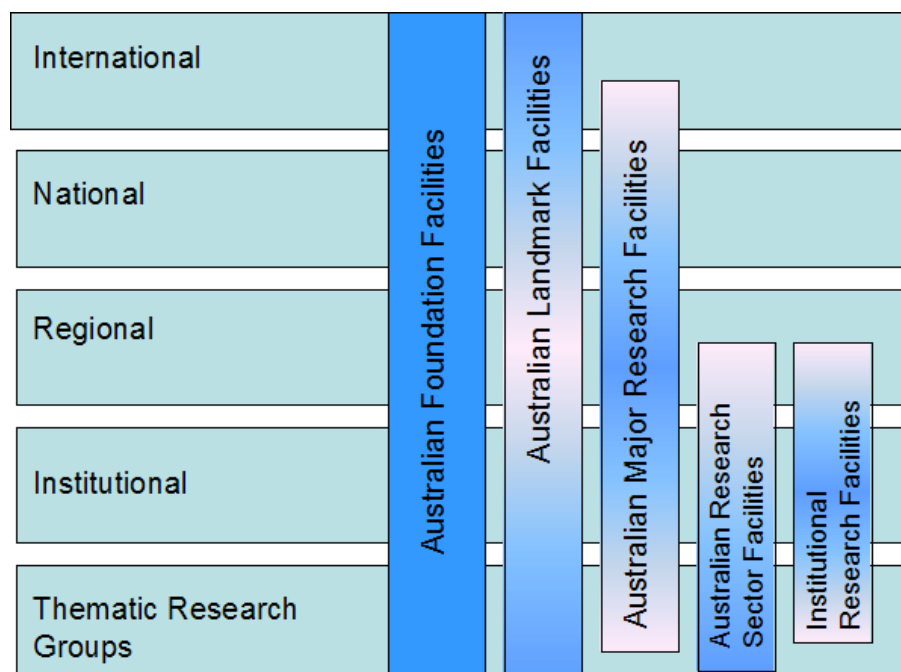 International
National
Regional
Institutional
Thematic Research
Groups
Australian Foundation Facilities
Australian Landmark Facilities
Australian Major Research Facilities
Australian Research
Sector Facilities
Institutional
Research Facilities